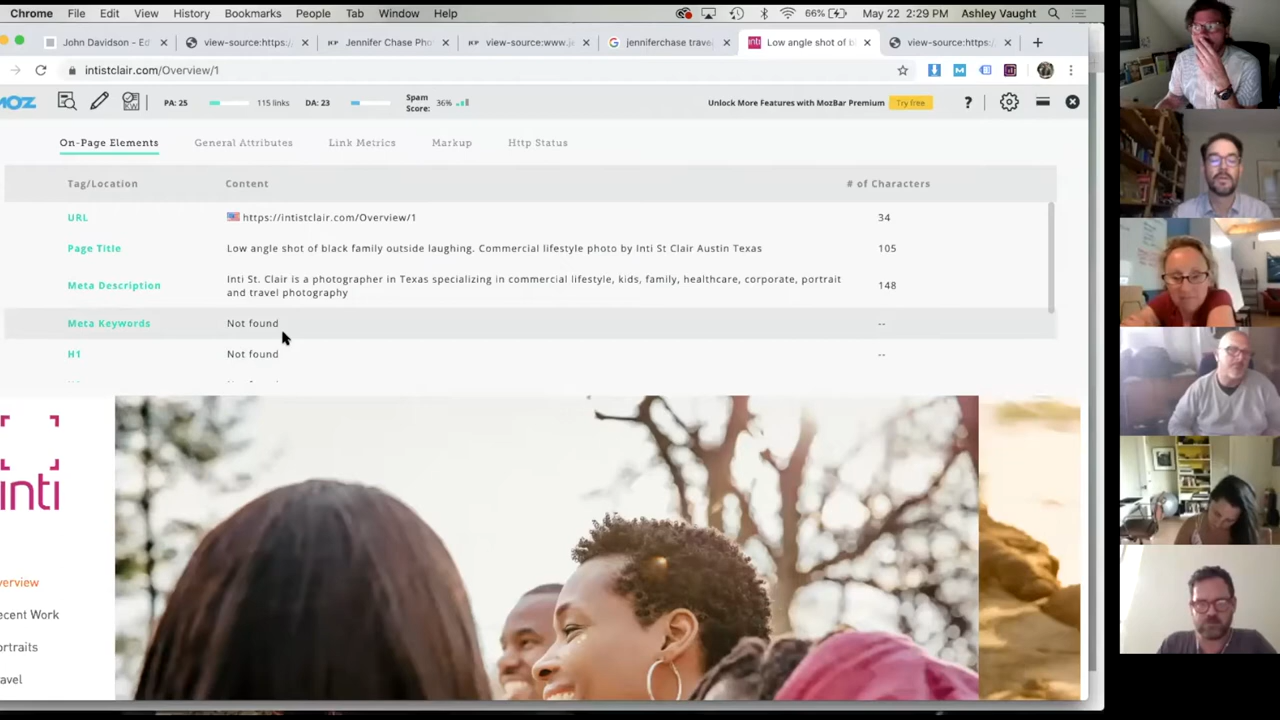 Chrome File Edit View History Bookmarks People Tab Window Help 66% May 22 2:29 PM Ashley Vaught
John Davidson - Ed view-source:https:/ Jennifer Chase Pho view-source:www.je jenniferchase trave Low angle shot of b view-source:https:/
intistclair.com/Overview/1
MOZ PA: 25 115 links DA: 23 Spam Score: 36% Unlock More Features with MozBar Premium Try free ?
On-Page Elements General Attributes Link Metrics Markup Http Status
Tag/Location Content # of Characters
URL https://intistclair.com/Overview/1 34
Page Title Low angle shot of black family outside laughing. Commercial lifestyle photo by Inti St Clair Austin Texas 105
Meta Description Inti St. Clair is a photographer in Texas specializing in commercial lifestyle, kids, family, healthcare, corporate, portrait 148
and travel photography
Meta Keywords Not found --
H1 Not found --
inti
verview
ecent Work
ortraits
avel